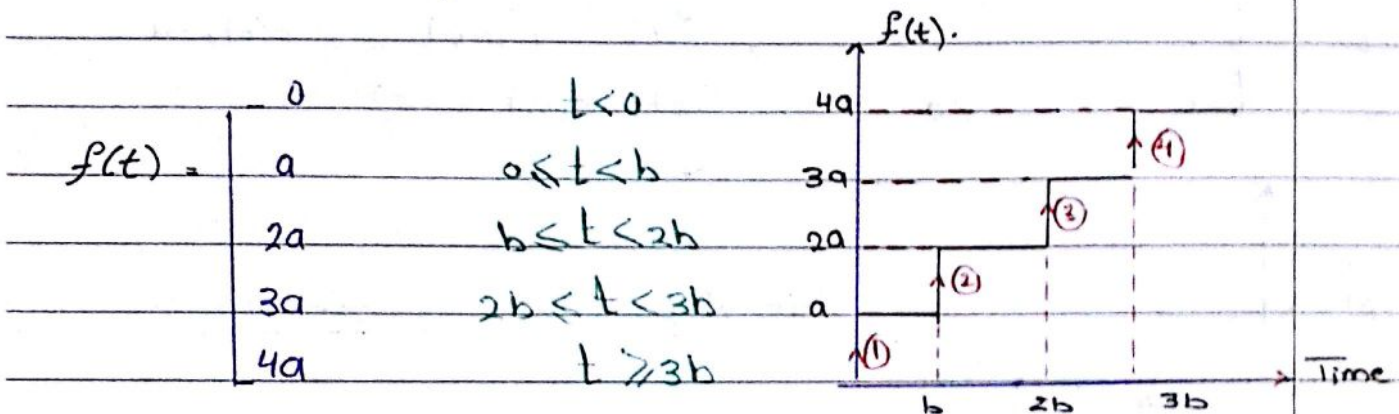 f(t).
0 t<0 4a
f(t) = a 0≤t<b 3a ④
2a b≤t<2b 2a ③
3a 2b≤t<3b a ②
4a t≥3b ① Time
b 2b 3b